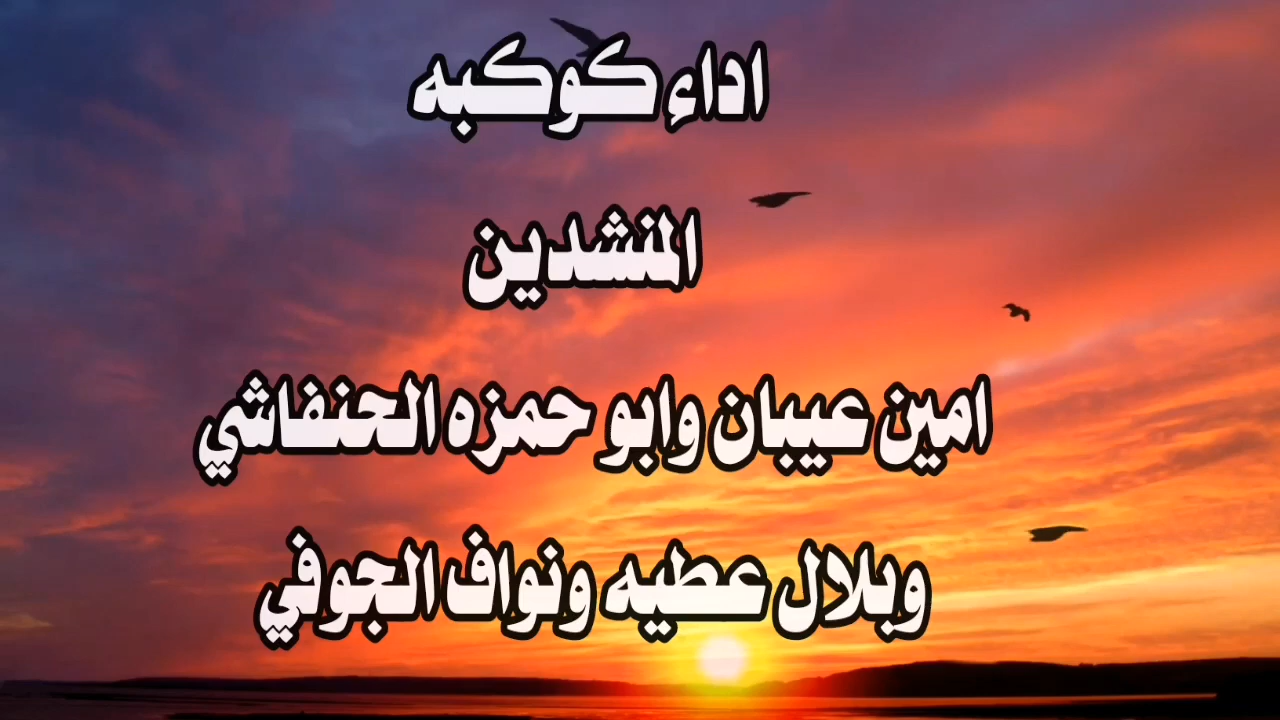 اداء كوكبه
المنشدين
امين عيبان وابو حمزه الحنفاشي
وبلال عطيه ونواف الجوفي